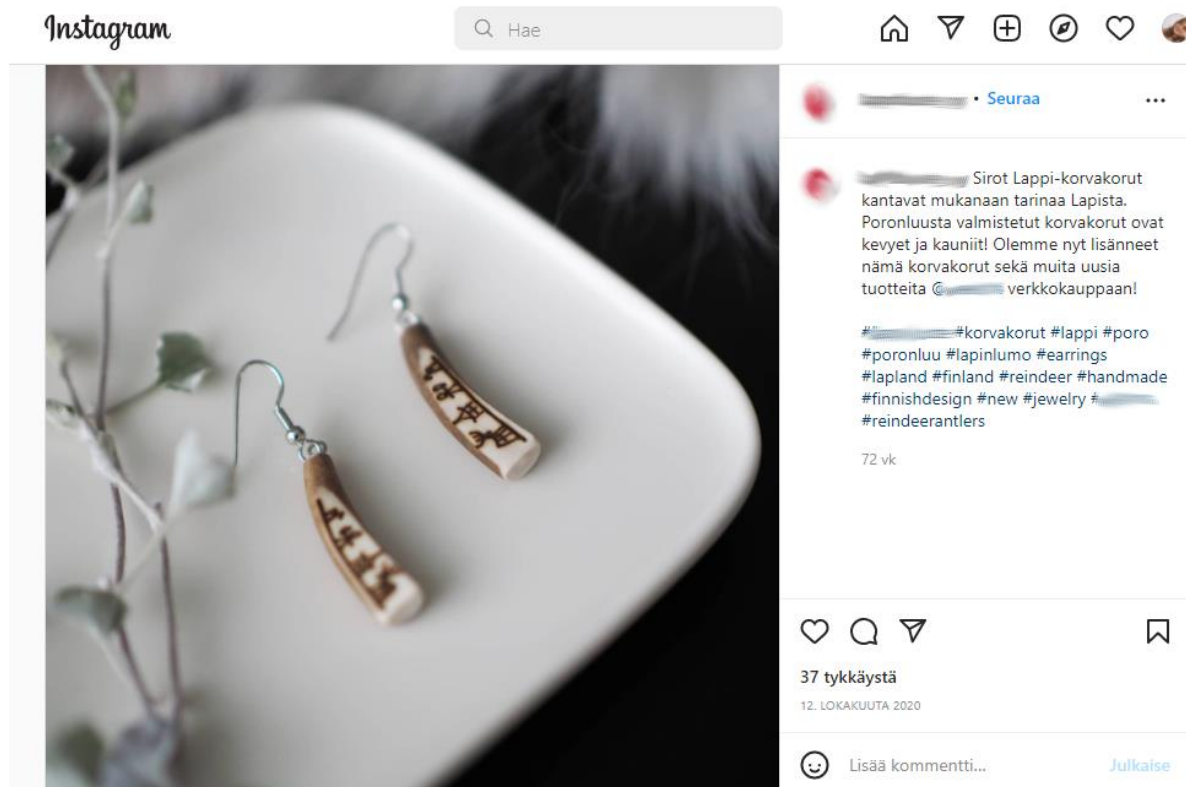 Instagram
Hae
• Seuraa
Sirot Lappi-korvakorut
kantavat mukanaan tarinaa Lapista.
Poronluusta valmistetut korvakorut ovat
kevyet ja kauniit! Olemme nyt lisänneet
nämä korvakorut sekä muita uusia
tuotteita @ verkkokauppaan!
# #korvakorut #lappi #poro
#poronluu #lapinlumo #earrings
#lapland #finland #reindeer #handmade
#finnishdesign #new #jewelry #
#reindeerantlers
72 vk
37 tykkäystä
12. LOKAKUUTA 2020
Lisää kommentti...
Julkaise